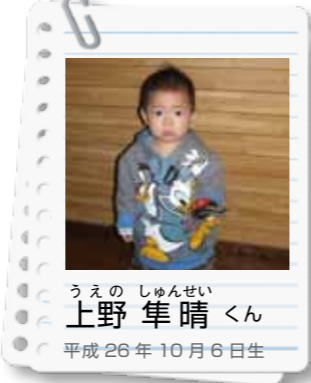 うえの しゅんせい
上野 隼晴 くん
平成 26 年 10 月 6 日生